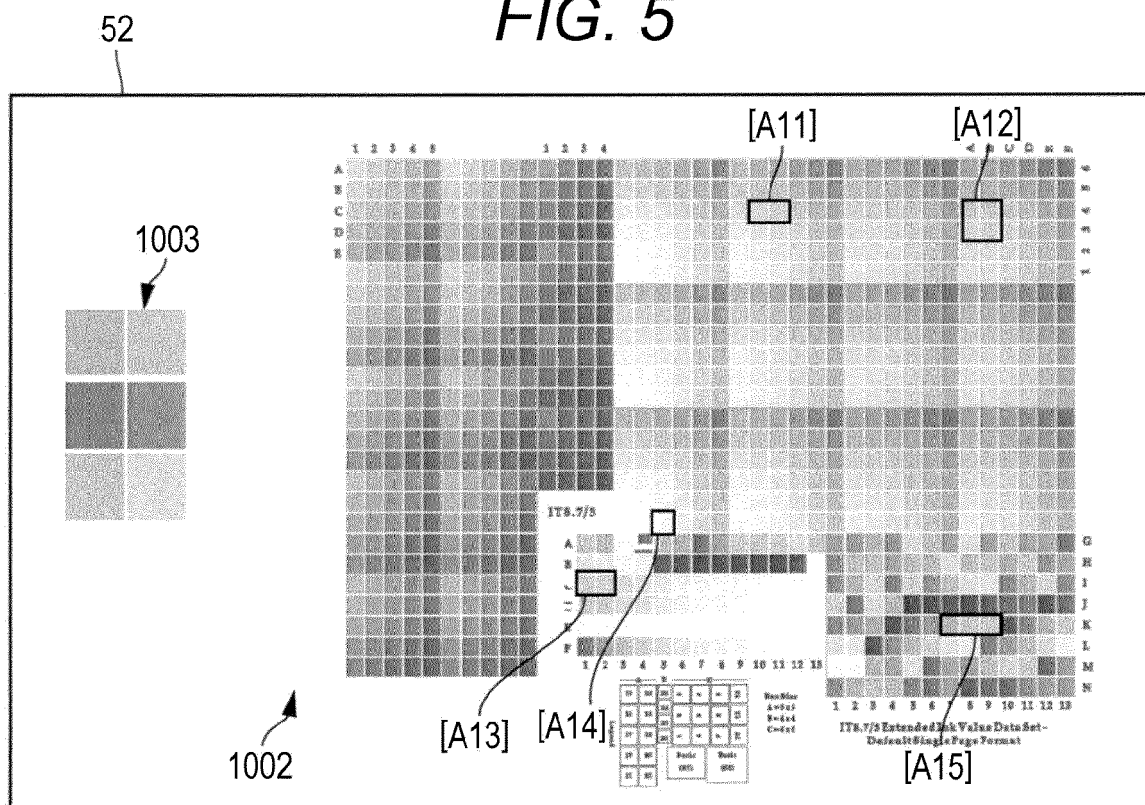 FIG. 5
52
[A11]
[A12]
1 2 3 4 5
1 2 3 4
A
B
C
D
E
1003
IT8.7/3
A
B
F
1 2 3 4 5 6 7 8 9 10 11 12 13
G
H
I
J
K
L
M
N
1 2 3 4 5 6 7 8 9 10 11 12 13
IT8.7/3 Extended Ink Value Data Set -
Default Single Page Format
[A13]
[A14]
[A15]
1002